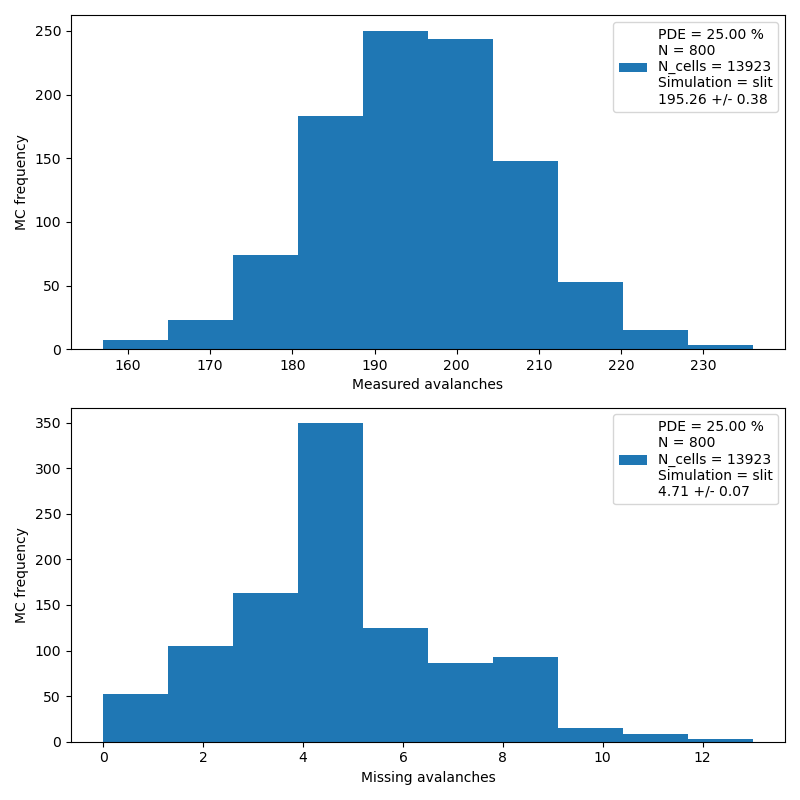 PDE = 25.00 %
N = 800
N_cells = 13923
Simulation = slit
195.26 +/- 0.38
250
200
150
100
50
0
MC frequency
160 170 180 190 200 210 220 230
Measured avalanches
PDE = 25.00 %
N = 800
N_cells = 13923
Simulation = slit
4.71 +/- 0.07
350
300
250
200
150
100
50
0
MC frequency
0 2 4 6 8 10 12
Missing avalanches